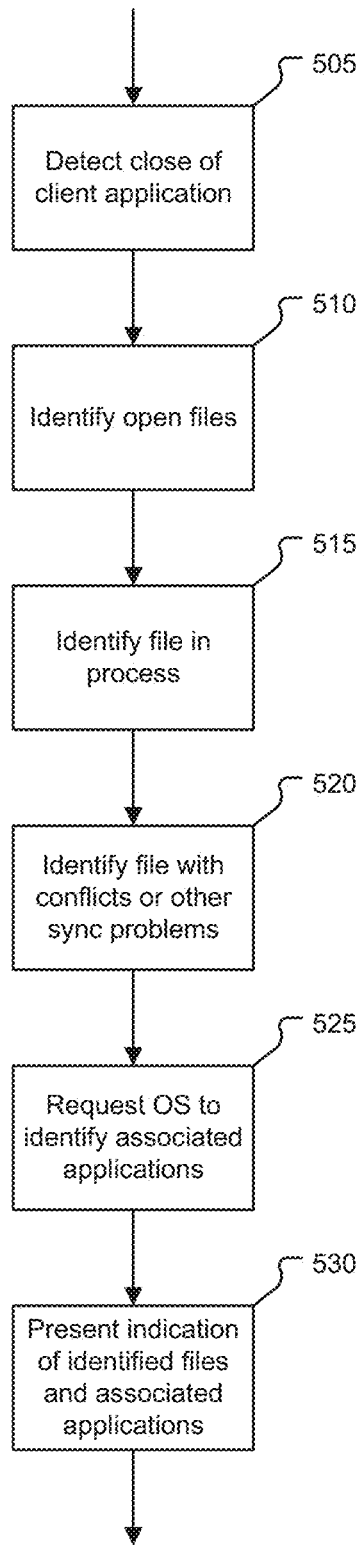 505
Detect close of
client application
510
Identify open files
515
Identify file in
process
520
Identify file with
conflicts or other
sync problems
525
Request OS to
identify associated
applications
530
Present indication
of identified files
and associated
applications